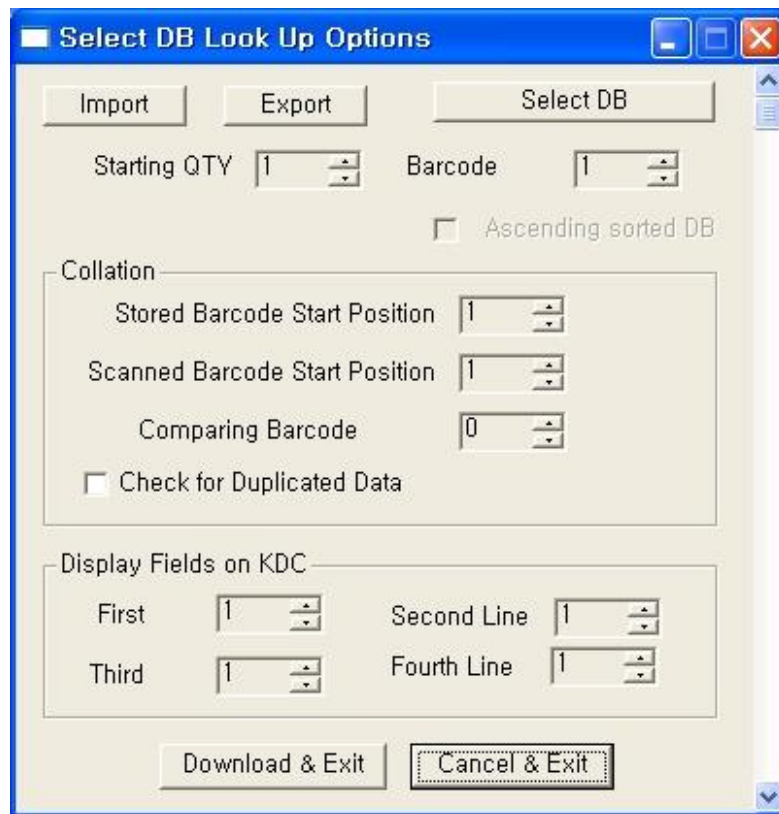 Select DB Look Up Options
Import Export Select DB
Starting QTY 1 Barcode 1
Ascending sorted DB
Collation
Stored Barcode Start Position 1
Scanned Barcode Start Position 1
Comparing Barcode 0
Check for Duplicated Data
Display Fields on KDC
First 1 Second Line 1
Third 1 Fourth Line 1
Download & Exit Cancel & Exit